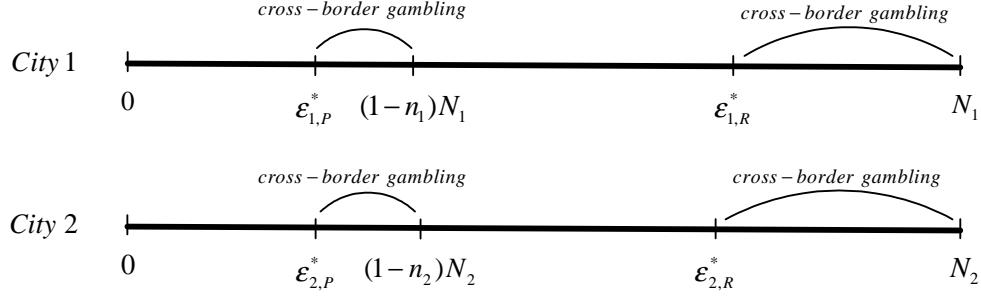 cross−border gambling cross−border gambling
City 1
0 ε*1,P (1−n1)N1 ε*1,R N1
cross−border gambling cross−border gambling
City 2
0 ε*2,P (1−n2)N2 ε*2,R N2